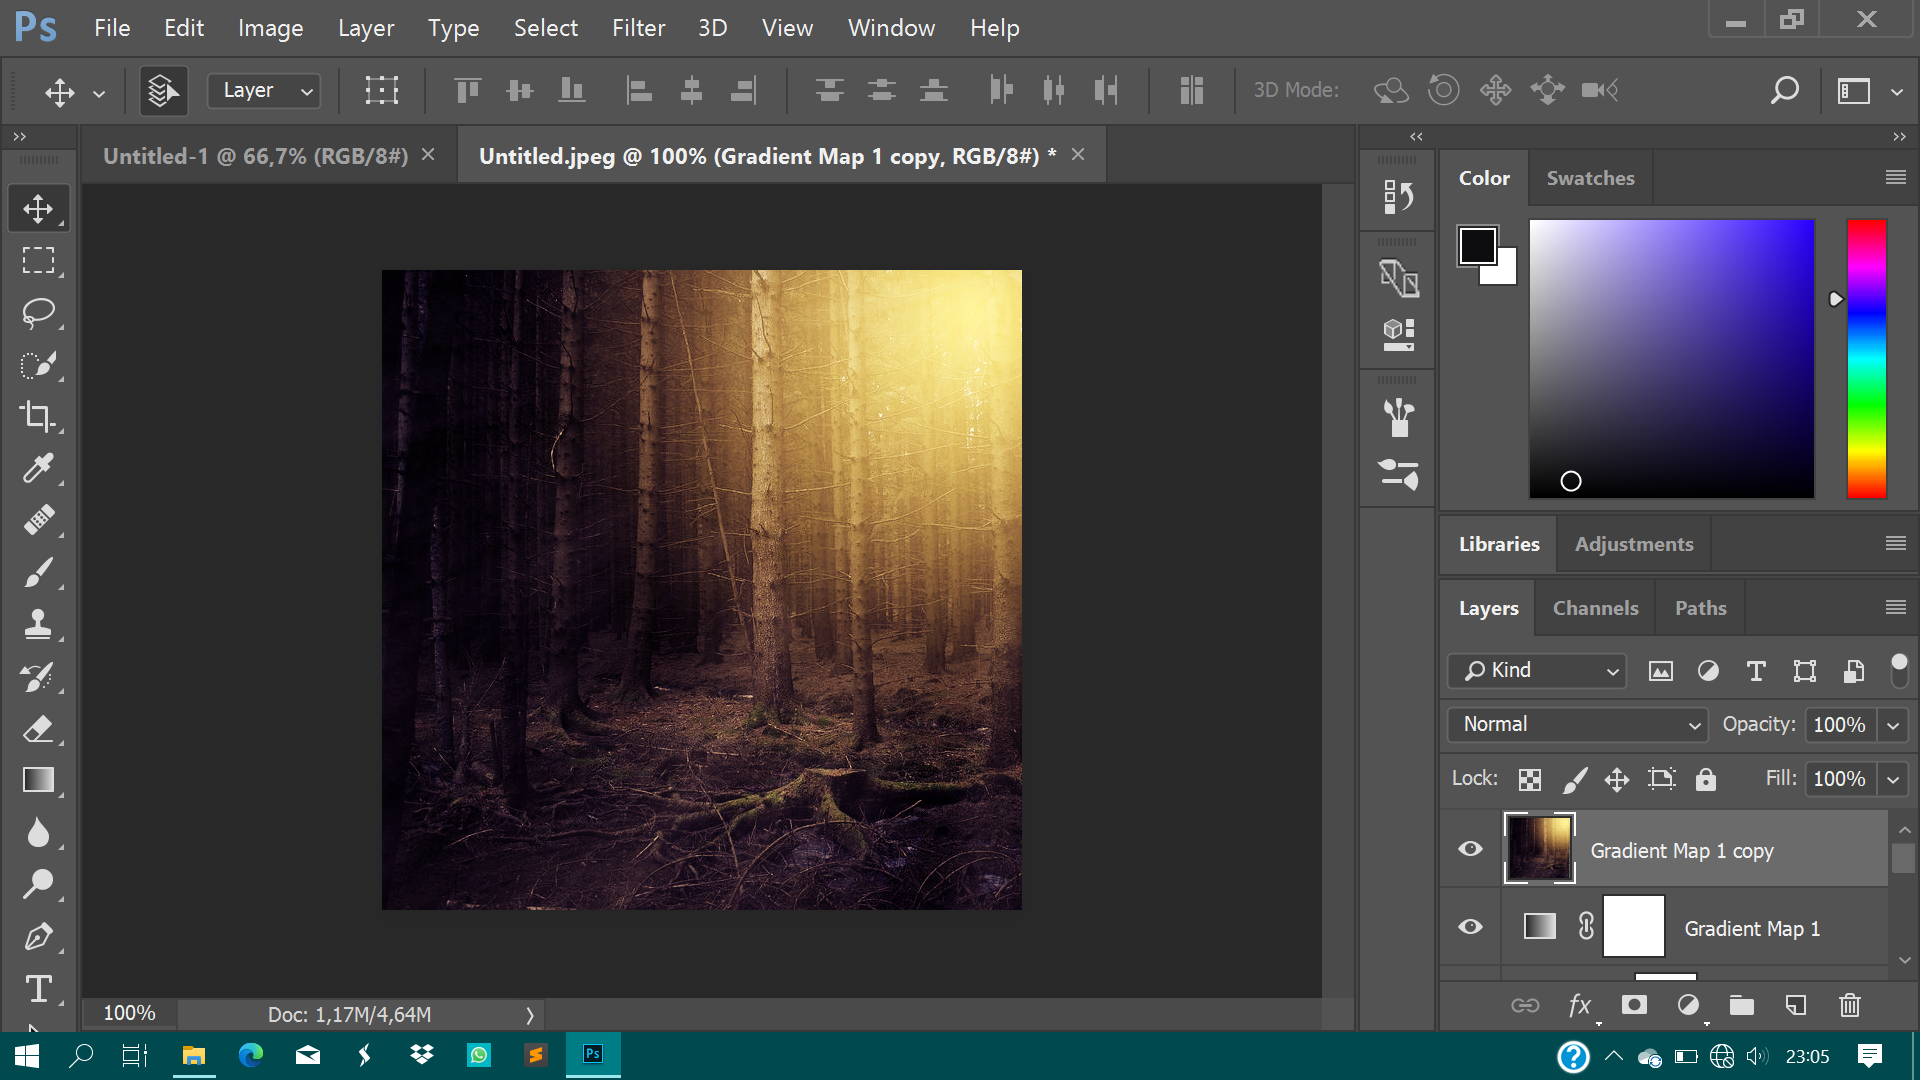 Ps File Edit Image Layer Type Select Filter 3D View Window Help
Layer 3D Mode:
Untitled-1 @ 66,7% (RGB/8#) × Untitled.jpeg @ 100% (Gradient Map 1 copy, RGB/8#) * ×
Color Swatches
Libraries Adjustments
Layers Channels Paths
Kind
Normal Opacity: 100%
Lock: Fill: 100%
Gradient Map 1 copy
Gradient Map 1
fx
100% Doc: 1,17M/4,64M
Ps 23:05